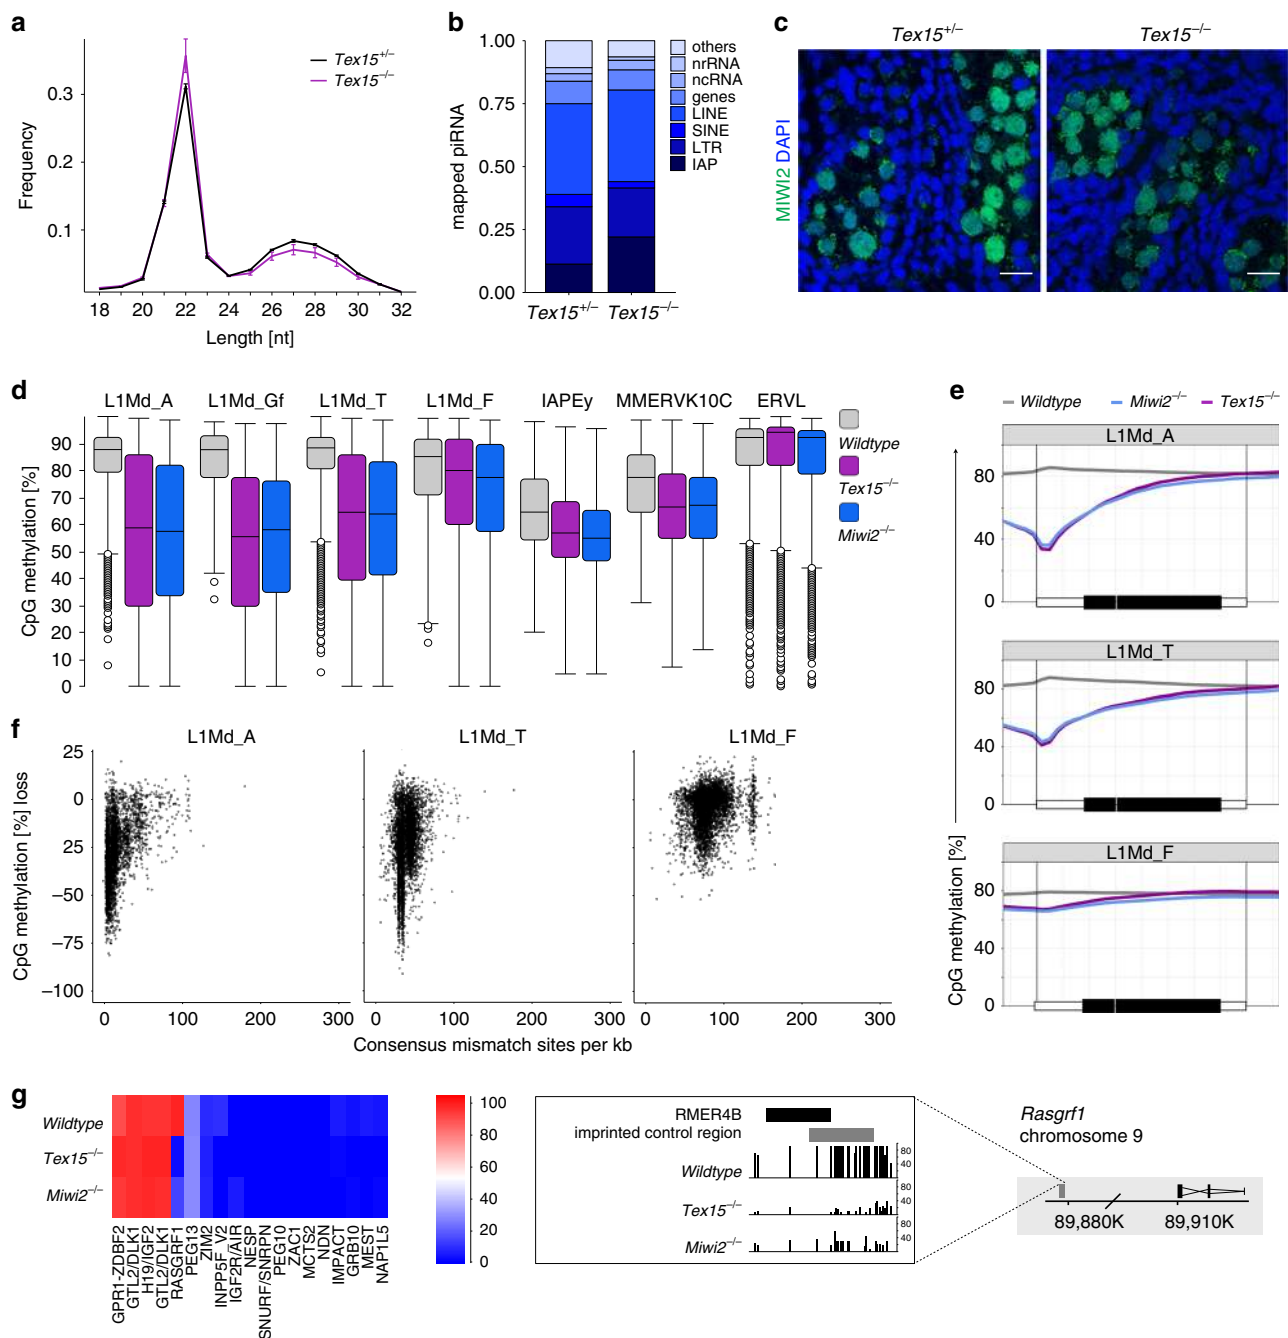 a
Tex15+/−
Tex15−/−
Frequency
0.3
0.2
0.1
18 20 22 24 26 28 30 32
Length [nt]
b
mapped piRNA
1.00
0.75
0.50
0.25
0.00
Tex15+/− Tex15−/−
others
nrRNA
ncRNA
genes
LINE
SINE
LTR
IAP
c
Tex15+/− Tex15−/−
MIWI2 DAPI
d
L1Md_A L1Md_Gf L1Md_T L1Md_F IAPEy MMERVK10C ERVL
CpG methylation [%]
90
80
70
60
50
40
30
20
10
0
Wildtype
Tex15−/−
Miwi2−/−
e
Wildtype Miwi2−/− Tex15−/−
L1Md_A
80
40
0
L1Md_T
80
40
0
L1Md_F
80
40
0
CpG methylation [%]
f
L1Md_A L1Md_T L1Md_F
CpG methylation [%] loss
25
0
25
−50
−75
−100
0 100 200 300
0 100 200 300
0 100 200 300
Consensus mismatch sites per kb
g
Wildtype
Tex15−/−
Miwi2−/−
GPR1-ZDBF2
GTL2/DLK1
H19/IGF2
GTL2/DLK1
RASGRF1
PEG13
ZIM2
INPP5F_V2
IGF2R/AIR
NESP
SNURF/SNRPN
PEG10
ZAC1
MCTS2
NDN
IMPACT
GRB10
MEST
NAP1L5
100
80
60
40
20
0
RMER4B
imprinted control region
Wildtype
80
40
Tex15−/−
80
40
Miwi2−/−
80
40
Rasgrf1
chromosome 9
89,880K 89,910K